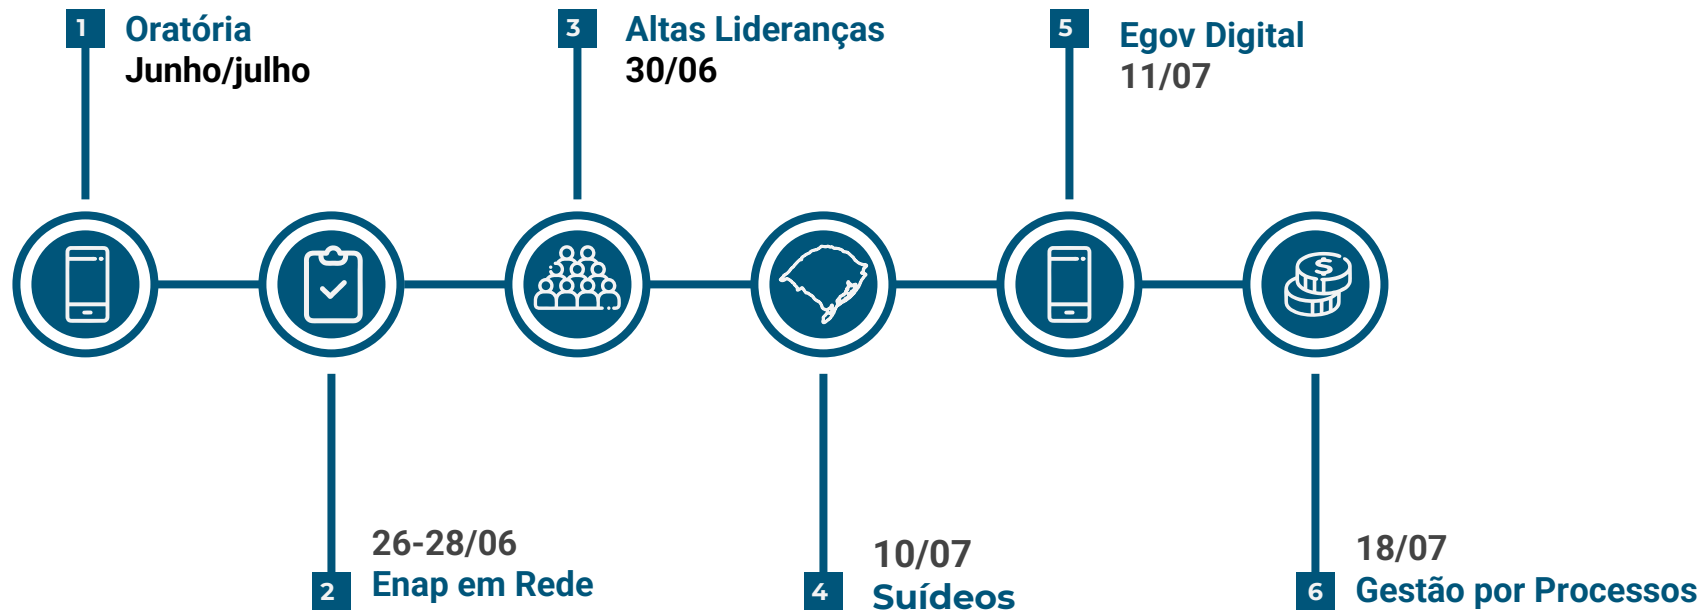 1
Oratória
Junho/julho
3
Altas Lideranças
30/06
5
Egov Digital
11/07
$
26-28/06
2
Enap em Rede
10/07
4
Suídeos
18/07
6
Gestão por Processos